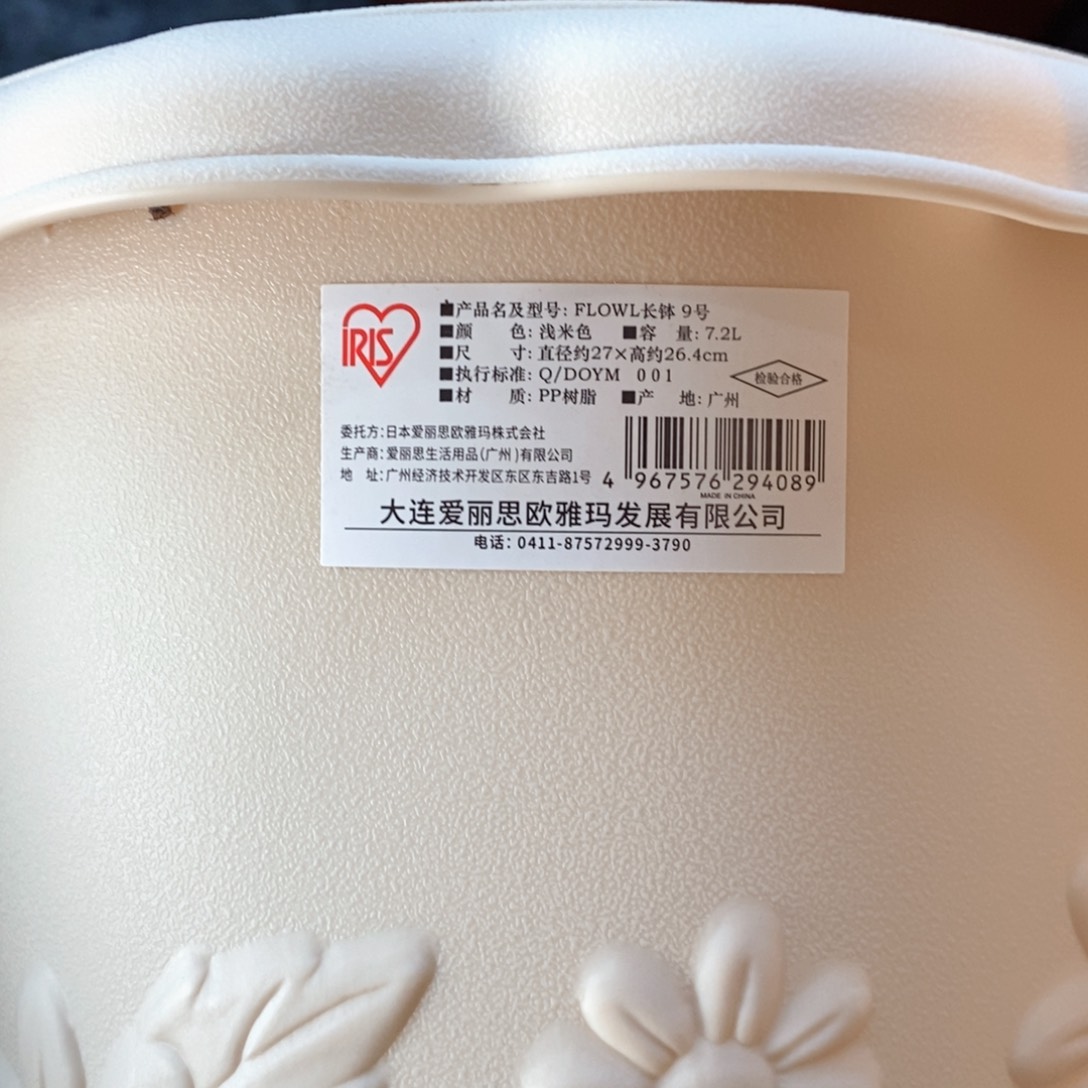 IRIS
■产品名及型号: FLOWL长钵 9号
■颜 色: 浅米色 ■容 量: 7.2L
■尺 寸: 直径约27×高约26.4cm
■执行标准: Q/DOYM 001
检验合格
■材 质: PP树脂 ■产 地: 广州
委托方: 日本爱丽思欧雅玛株式会社
生产商: 爱丽思生活用品(广州)有限公司
地 址: 广州经济技术开发区东区东吉路1号
4 967576 294089
MADE IN CHINA
大连爱丽思欧雅玛发展有限公司
电话: 0411-87572999-3790